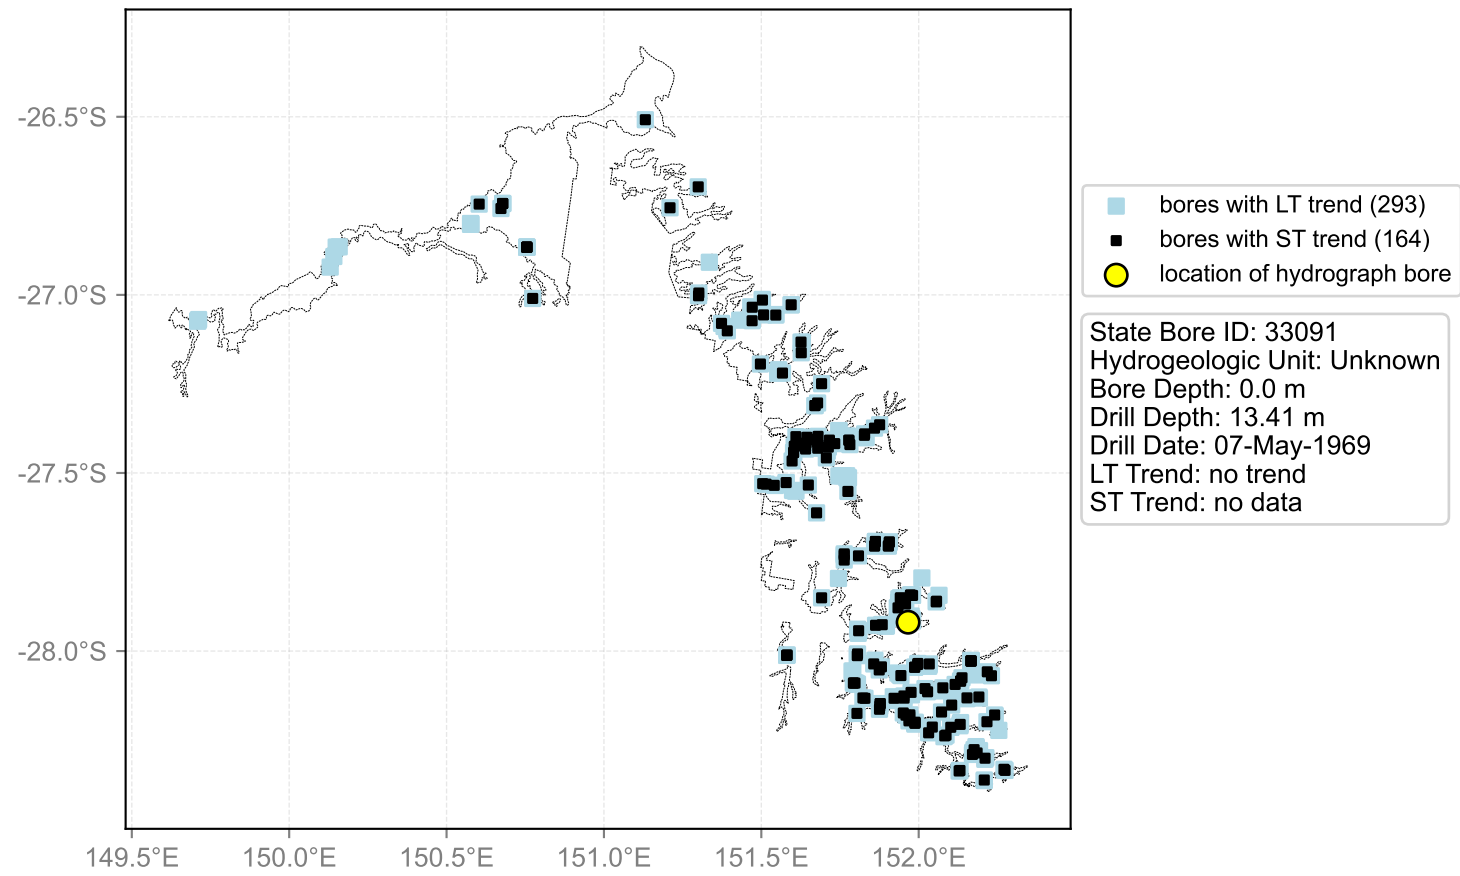 -26.5°S
-27.0°S
-27.5°S
-28.0°S
149.5°E 150.0°E 150.5°E 151.0°E 151.5°E 152.0°E
bores with LT trend (293)
bores with ST trend (164)
location of hydrograph bore
State Bore ID: 33091
Hydrogeologic Unit: Unknown
Bore Depth: 0.0 m
Drill Depth: 13.41 m
Drill Date: 07-May-1969
LT Trend: no trend
ST Trend: no data